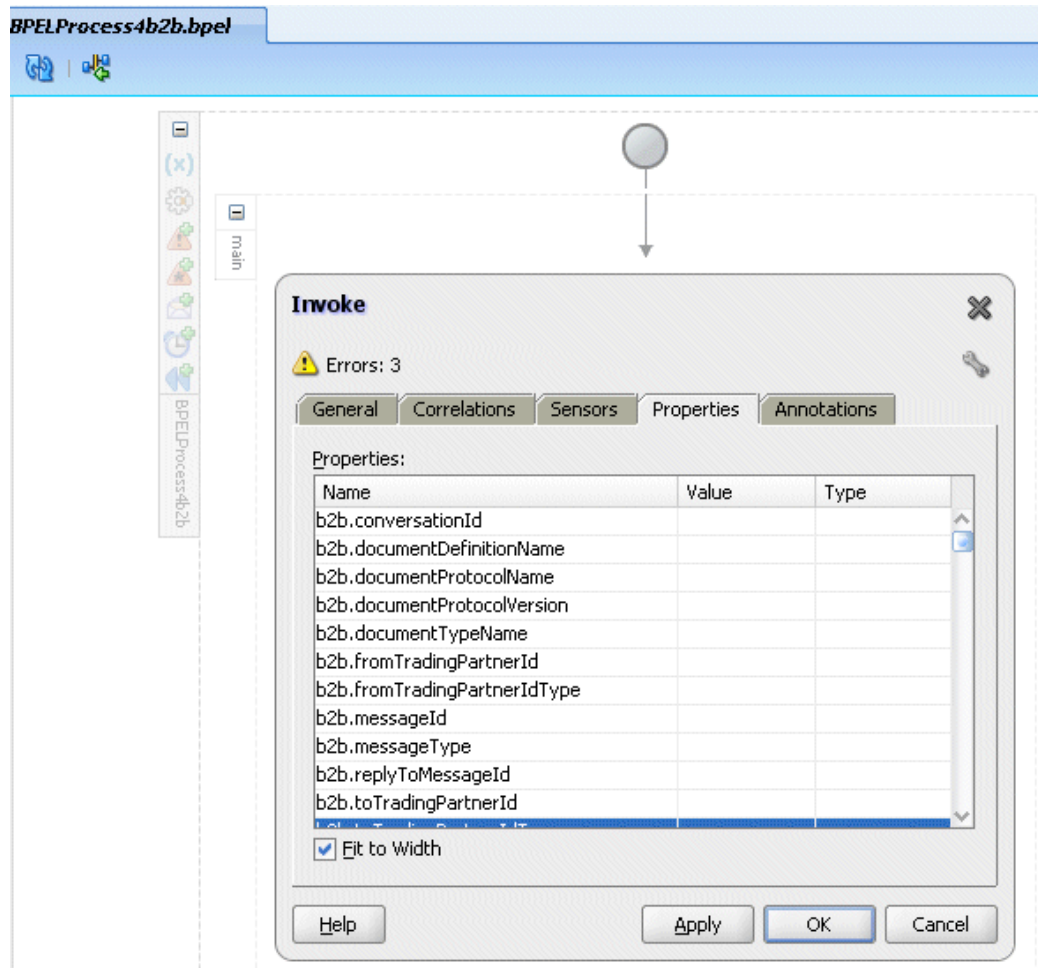 BPELProcess4b2b.bpel
main
BPELProcess4b2b
Invoke
Errors: 3
General Correlations Sensors Properties Annotations
Properties:
Name Value Type
b2b.conversationId
b2b.documentDefinitionName
b2b.documentProtocolName
b2b.documentProtocolVersion
b2b.documentTypeName
b2b.fromTradingPartnerId
b2b.fromTradingPartnerIdType
b2b.messageId
b2b.messageType
b2b.replyToMessageId
b2b.toTradingPartnerId
Fit to Width
Help Apply OK Cancel